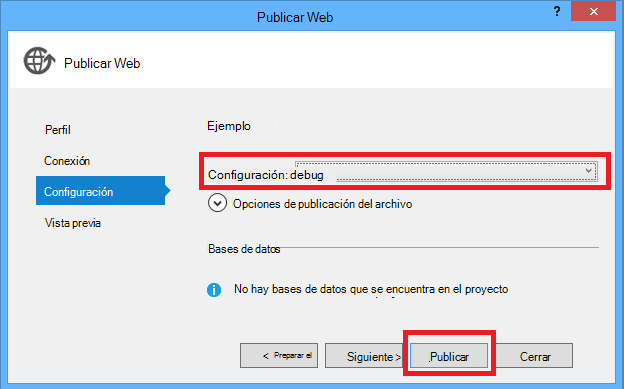 Publicar Web
?
Publicar Web
Perfil
Conexión
Configuración
Vista previa
Ejemplo
Configuración: debug
Opciones de publicación del archivo
Bases de datos
No hay bases de datos que se encuentra en el proyecto
< Preparar el
Siguiente >
Publicar
Cerrar